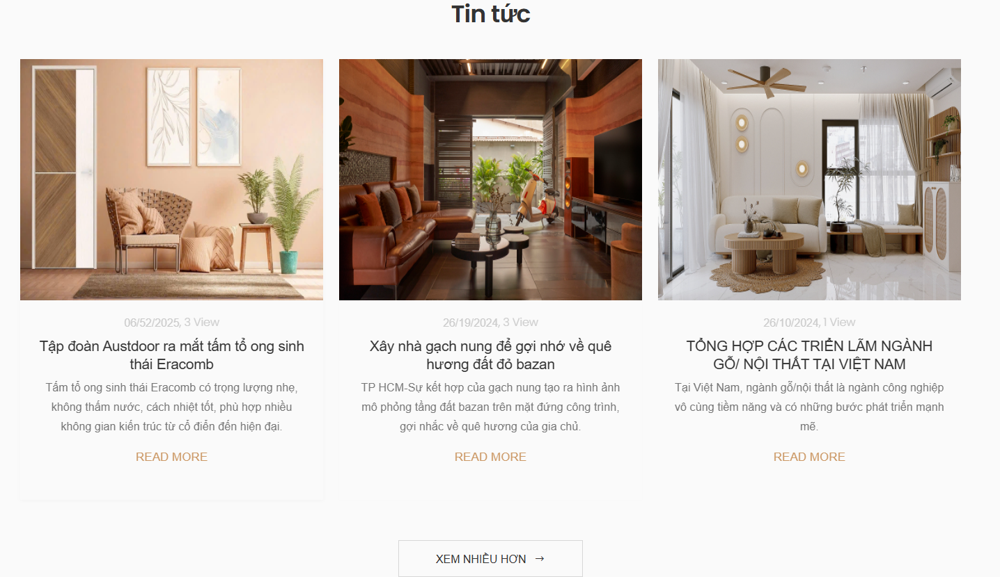 Tin tức
06/52/2025, 3 View
Tập đoàn Austdoor ra mắt tấm tổ ong sinh
thái Eracomb
Tấm tổ ong sinh thái Eracomb có trọng lượng nhẹ,
không thấm nước, cách nhiệt tốt, phù hợp nhiều
không gian kiến trúc từ cổ điển đến hiện đại.
READ MORE
26/19/2024, 3 View
Xây nhà gạch nung để gợi nhớ về quê
hương đất đỏ bazan
TP HCM-Sự kết hợp của gạch nung tạo ra hình ảnh
mô phỏng tầng đất bazan trên mặt đứng công trình,
gợi nhắc về quê hương của gia chủ.
READ MORE
26/10/2024, 1 View
TỔNG HỢP CÁC TRIỂN LÃM NGÀNH
GỖ/ NỘI THẤT TẠI VIỆT NAM
Tại Việt Nam, ngành gỗ/nội thất là ngành công nghiệp
vô cùng tiềm năng và có những bước phát triển mạnh
mẽ.
READ MORE
XEM NHIỀU HƠN →